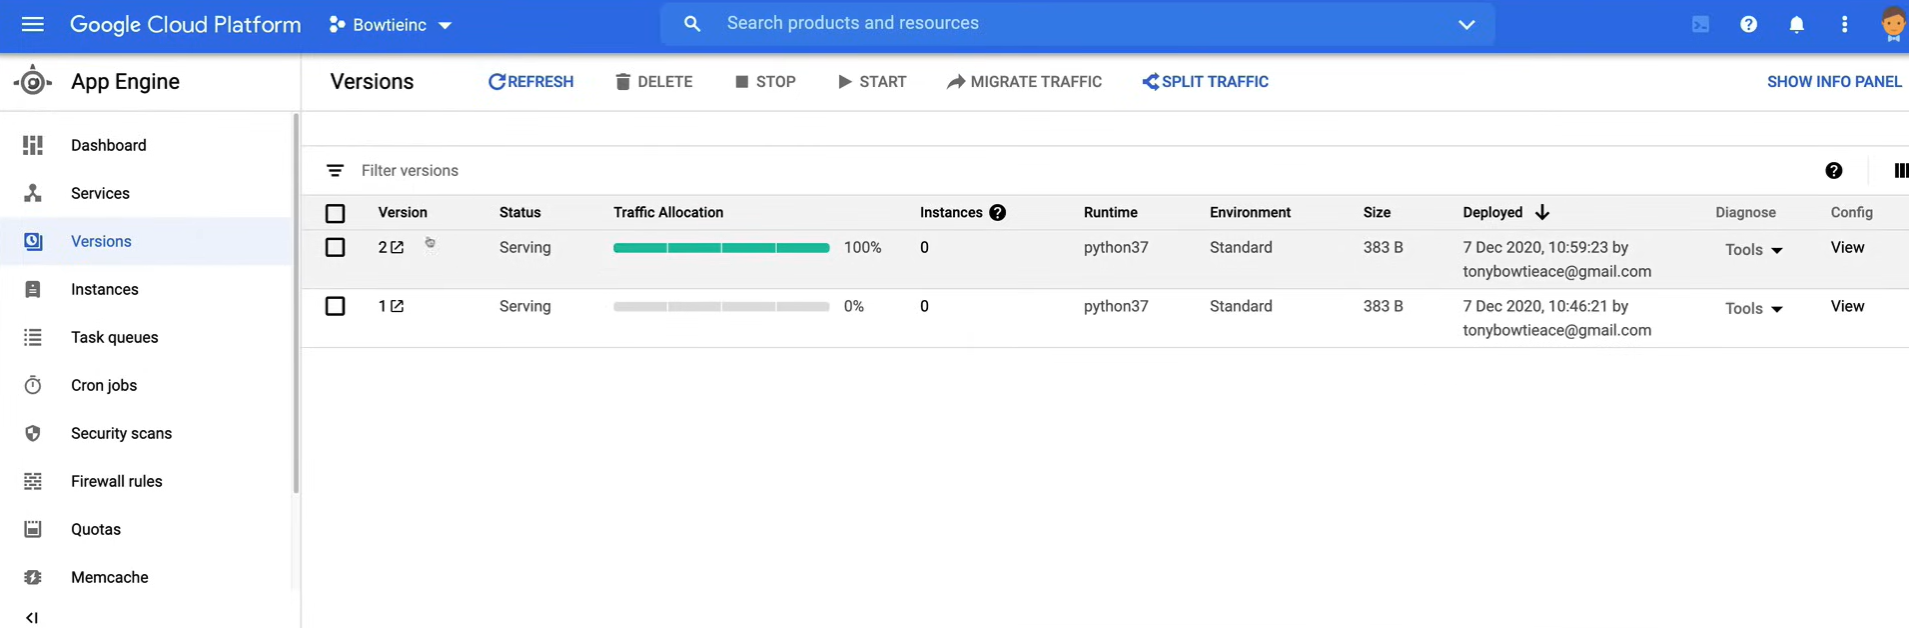 Google Cloud Platform Bowtieinc Search products and resources
App Engine Versions REFRESH DELETE STOP START MIGRATE TRAFFIC SPLIT TRAFFIC SHOW INFO PANEL
Dashboard
Services
Versions
Instances
Task queues
Cron jobs
Security scans
Firewall rules
Quotas
Memcache
Filter versions
Version Status Traffic Allocation Instances Runtime Environment Size Deployed Diagnose Config
2 Serving 100% 0 python37 Standard 383 B 7 Dec 2020, 10:59:23 by Tools View
tonybowtieace@gmail.com
1 Serving 0% 0 python37 Standard 383 B 7 Dec 2020, 10:46:21 by Tools View
tonybowtieace@gmail.com